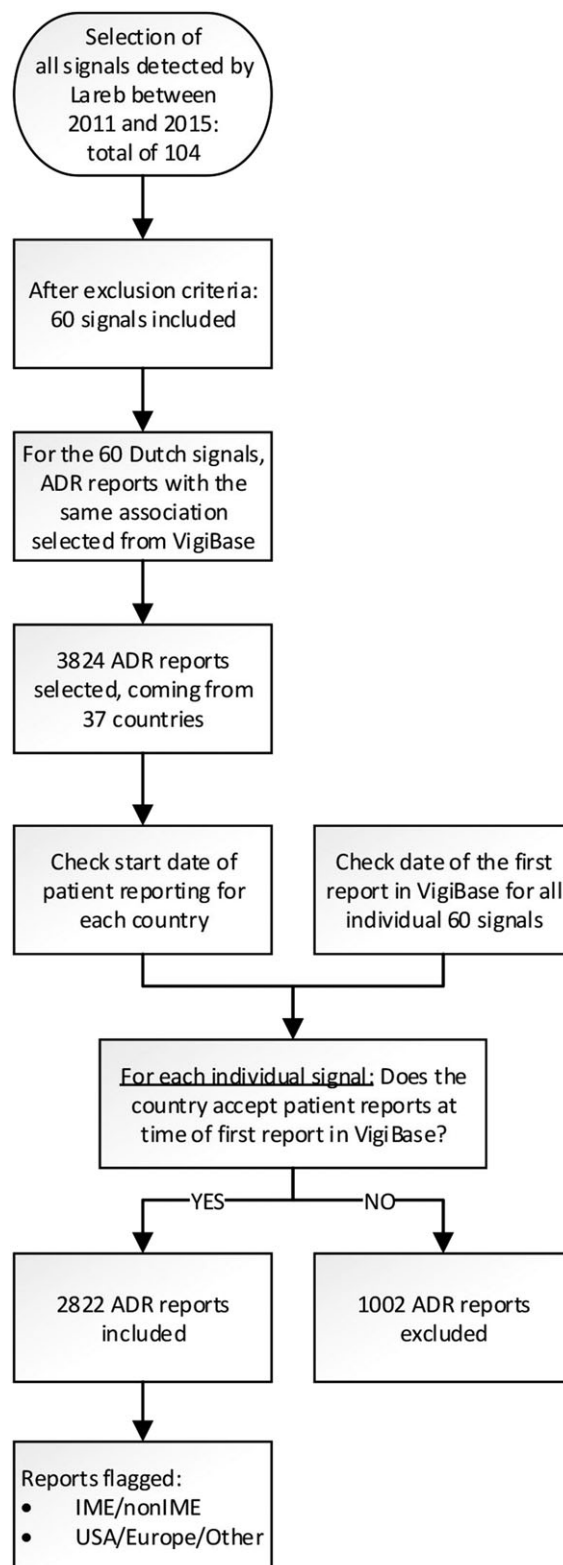 Selection of
all signals detected by
Lareb between
2011 and 2015:
total of 104
After exclusion criteria:
60 signals included
For the 60 Dutch signals,
ADR reports with the
same association
selected from VigiBase
3824 ADR reports
selected, coming from
37 countries
Check start date of
patient reporting for
each country
Check date of the first
report in VigiBase for all
individual 60 signals
For each individual signal: Does the
country accept patient reports at
time of first report in VigiBase?
YES
NO
2822 ADR reports
included
1002 ADR reports
excluded
Reports flagged:
• IME/nonIME
• USA/Europe/Other